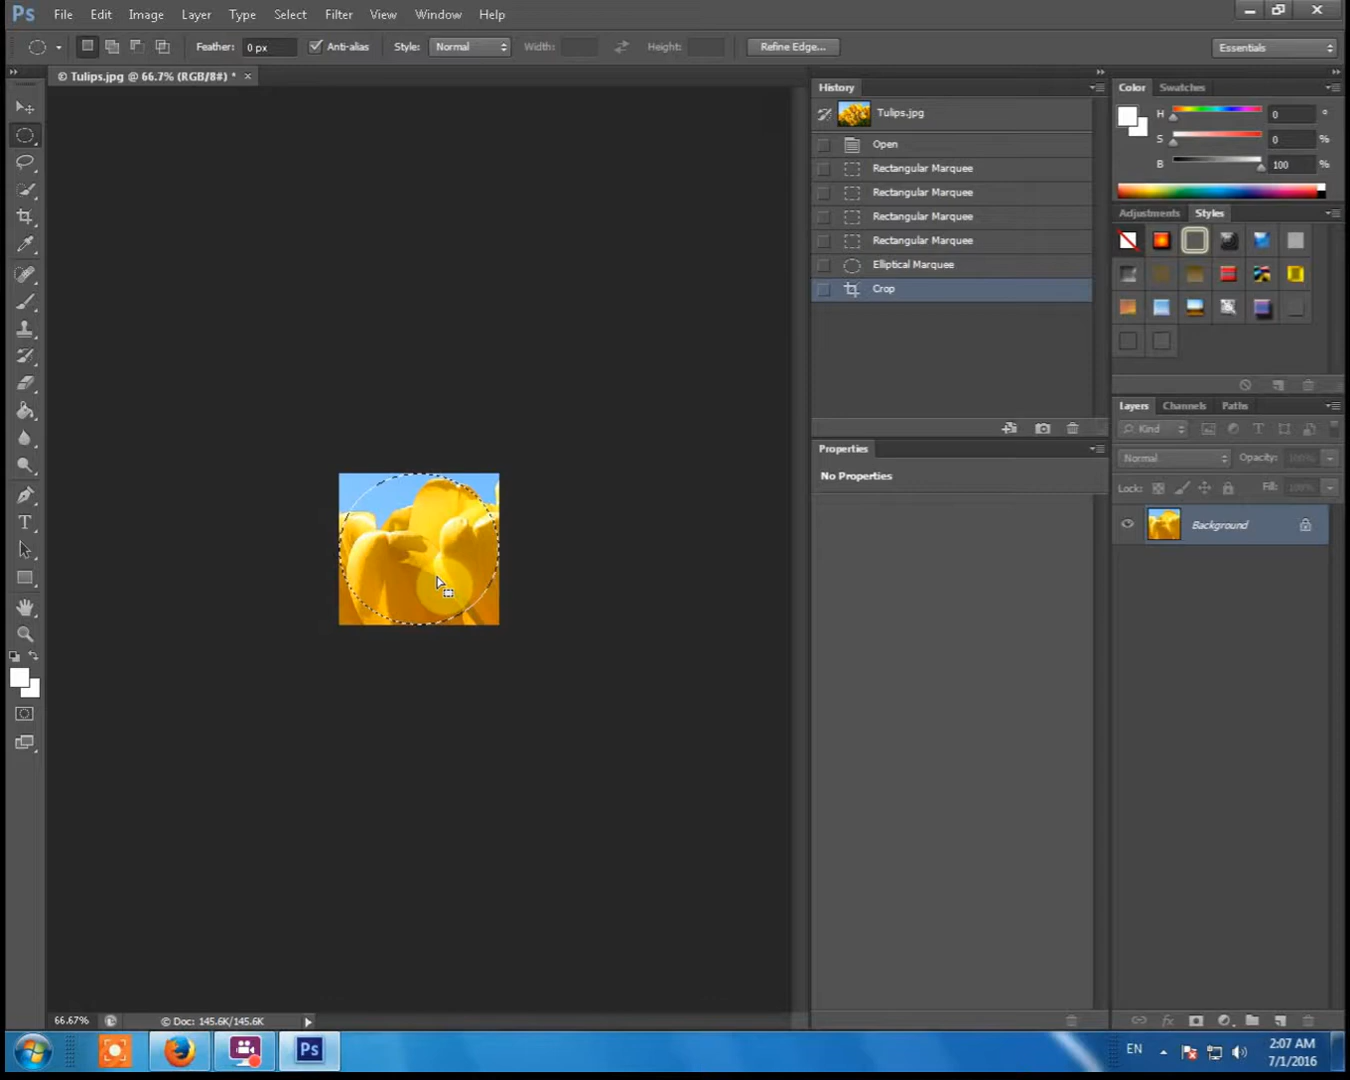 Ps File Edit Image Layer Type Select Filter View Window Help
Feather: 0 px Anti-alias Style: Normal Width: Height: Refine Edge... Essentials
© Tulips.jpg @ 66.7% (RGB/8#) * ×
History
Tulips.jpg
Open
Rectangular Marquee
Rectangular Marquee
Rectangular Marquee
Rectangular Marquee
Elliptical Marquee
Crop
Properties
No Properties
Color Swatches
H 0 °
S 0 %
B 100 %
Adjustments Styles
Layers Channels Paths
Kind
Normal Opacity: 100%
Lock: Fill: 100%
Background
66.67% © Doc: 145.6K/145.6K
Ps
EN
2:07 AM
7/1/2016